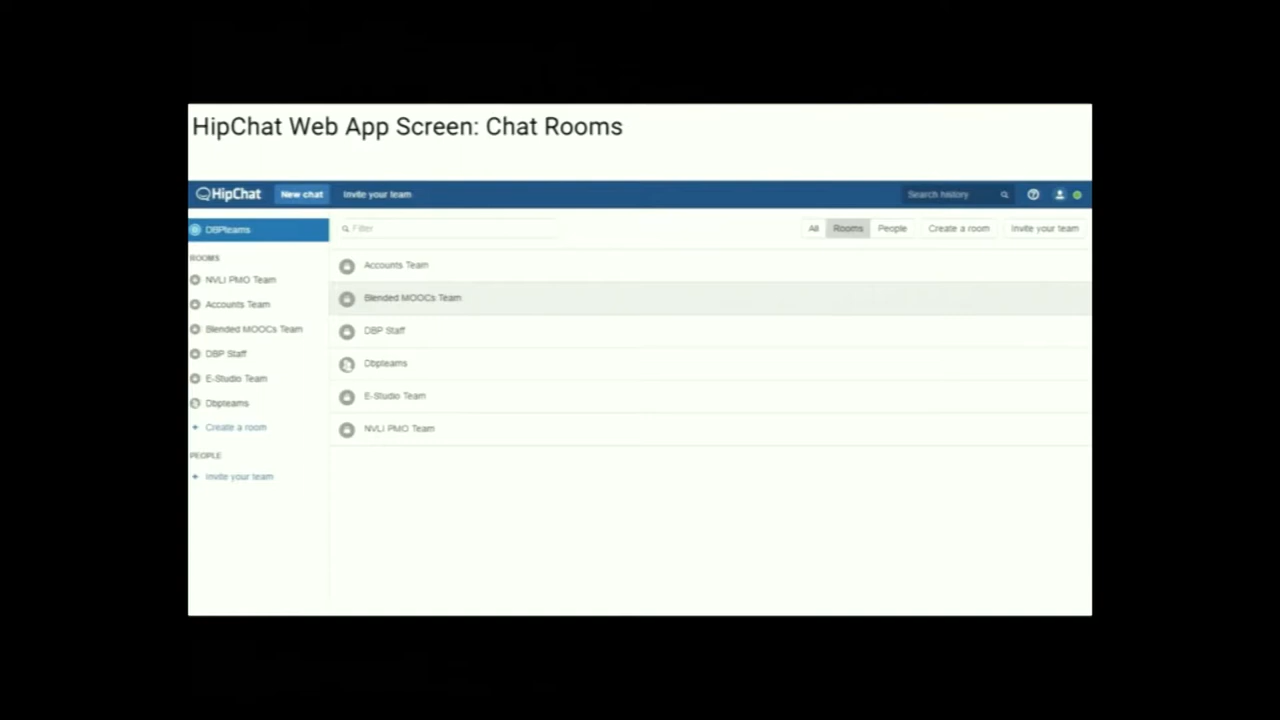 HipChat Web App Screen: Chat Rooms
HipChat New chat Invite your team Search history
DBPteams Filter All Rooms People Create a room Invite your team
ROOMS
NVLI PMO Team
Accounts Team
Blended MOOCs Team
DBP Staff
E-Studio Team
Dbpteams
+ Create a room
PEOPLE
+ Invite your team
Accounts Team
Blended MOOCs Team
DBP Staff
Dbpteams
E-Studio Team
NVLI PMO Team